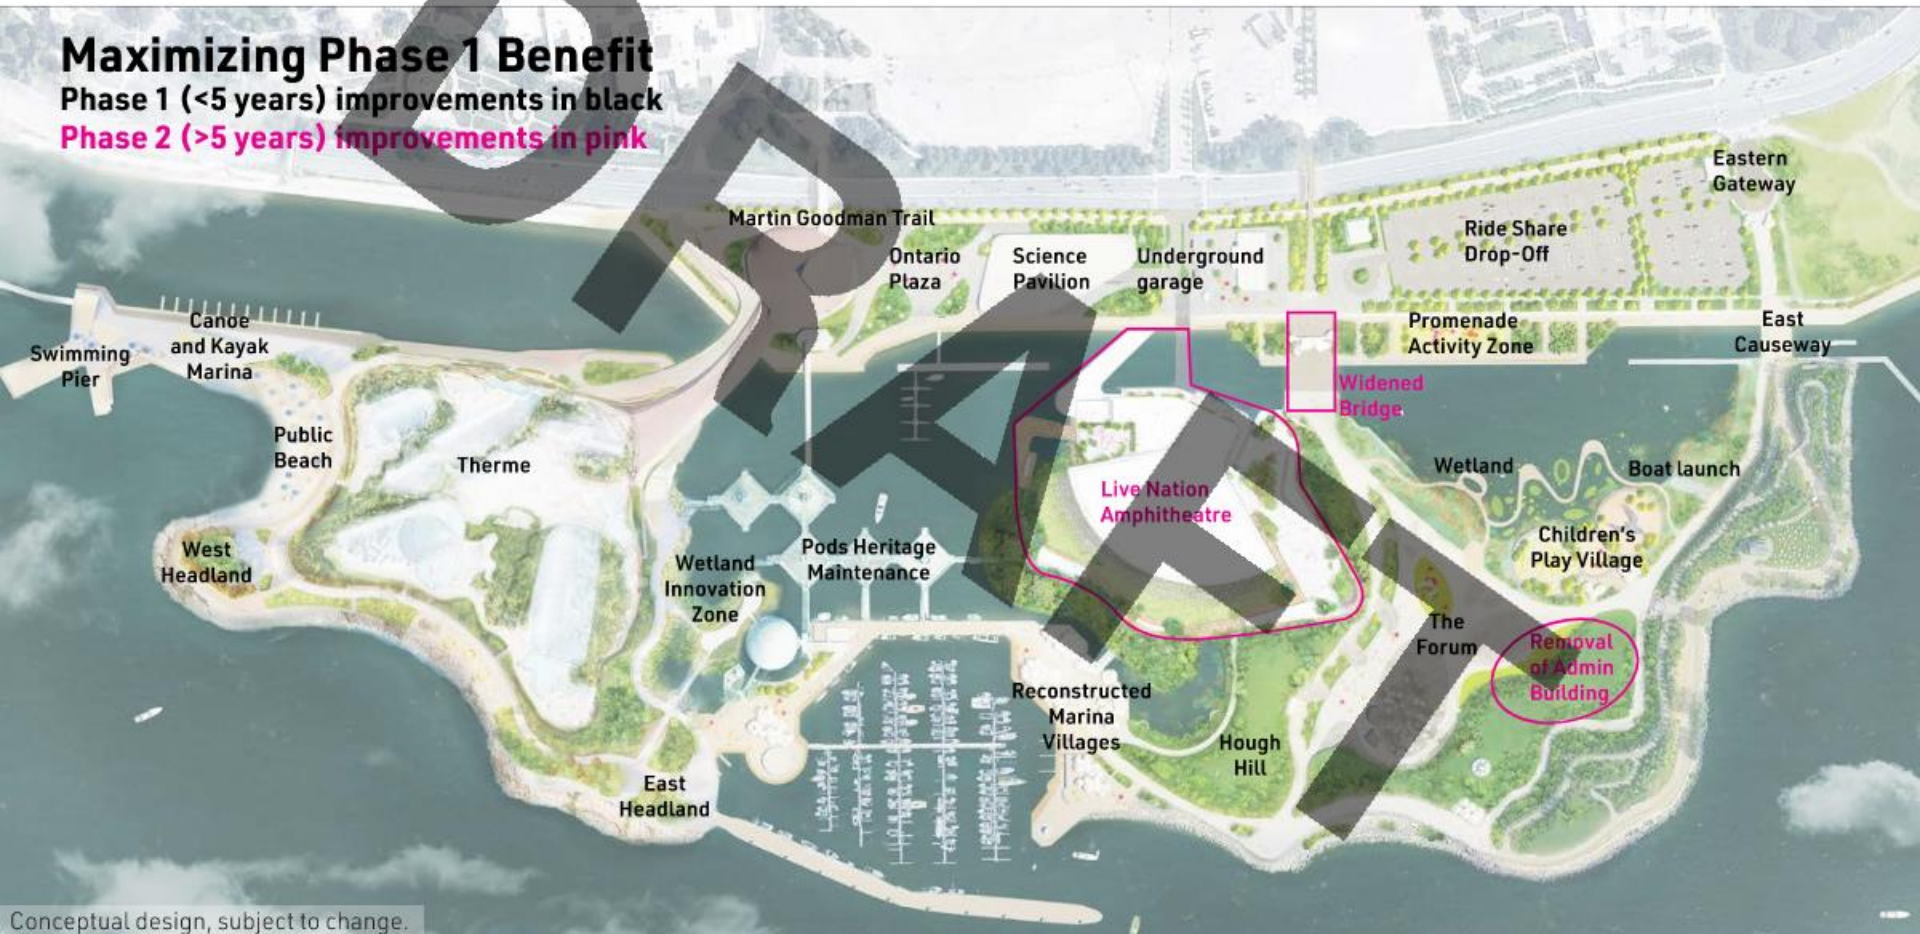 Maximizing Phase 1 Benefit
Phase 1 (<5 years) improvements in black
Phase 2 (>5 years) improvements in pink
DRAFT
Eastern
Gateway
Martin Goodman Trail
Ontario
Plaza
Science
Pavilion
Underground
garage
Ride Share
Drop-Off
Canoe
and Kayak
Marina
Swimming
Pier
Promenade
Activity Zone
East
Causeway
Widened
Bridge
Public
Beach
Therme
Wetland
Boat launch
Live Nation
Amphitheatre
West
Headland
Wetland
Innovation
Zone
Pods Heritage
Maintenance
Children's
Play Village
The
Forum
Removal
of Admin
Building
Reconstructed
Marina
Villages
Hough
Hill
East
Headland
Conceptual design, subject to change.